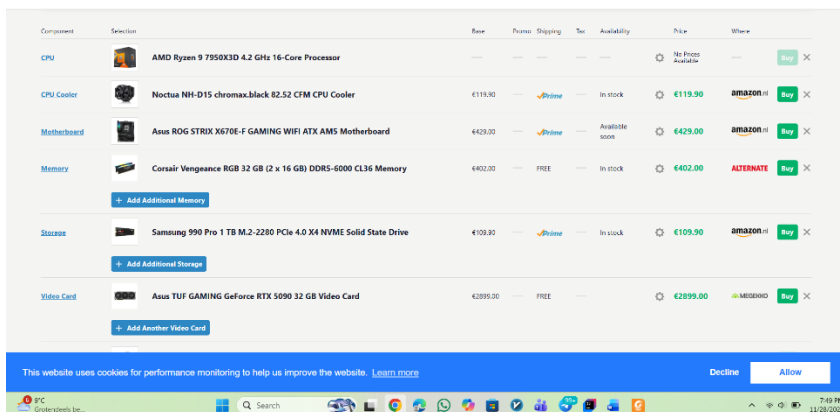 Component Selection Base Promo Shipping Tax Availability Price Where
CPU AMD Ryzen 9 7950X3D 4.2 GHz 16-Core Processor — — — — — No Prices Available — Buy
CPU Cooler Noctua NH-D15 chromax.black 82.52 CFM CPU Cooler €119.90 — Prime — In stock €119.90 amazon.nl Buy
Motherboard Asus ROG STRIX X670E-F GAMING WIFI ATX AM5 Motherboard €429.00 — Prime — Available soon €429.00 amazon.nl Buy
Memory Corsair Vengeance RGB 32 GB (2 x 16 GB) DDR5-6000 CL36 Memory €402.00 — FREE — In stock €402.00 ALTERNATE Buy
+ Add Additional Memory
Storage Samsung 990 Pro 1 TB M.2-2280 PCIe 4.0 X4 NVME Solid State Drive — Prime — In stock €109.90 amazon.nl Buy
+ Add Additional Storage
Video Card Asus TUF GAMING GeForce RTX 5090 32 GB Video Card €2899.00 — FREE — €2899.00 MEGEKKO Buy
+ Add Another Video Card
This website uses cookies for performance monitoring to help us improve the website. Learn more Decline Allow
9°C
Grotendeels be...
Search
99+